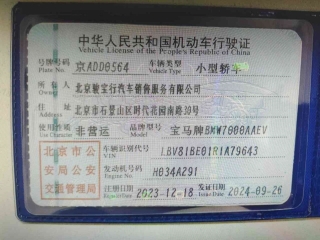 中华人民共和国机动车行驶证
Vehicle License of the People's Republic of China
号牌号码 京ADD0564 车辆类型 小型轿车
Plate No. Vehicle Type
所有人 北京骏宝行汽车销售服务有限公司
Owner
住址 北京市石景山区时代花园南路39号
Address
使用性质 非营运 品牌型号 宝马牌BMW7000AAEV
Use Character Model
北京市公 车辆识别代号 LBV81BE01R1A79643
VIN
安局公安 发动机号码 H034A291
Engine No.
交通管理局 注册日期 2023-12-18 发证日期 2024-09-26
Register Date Issue Date